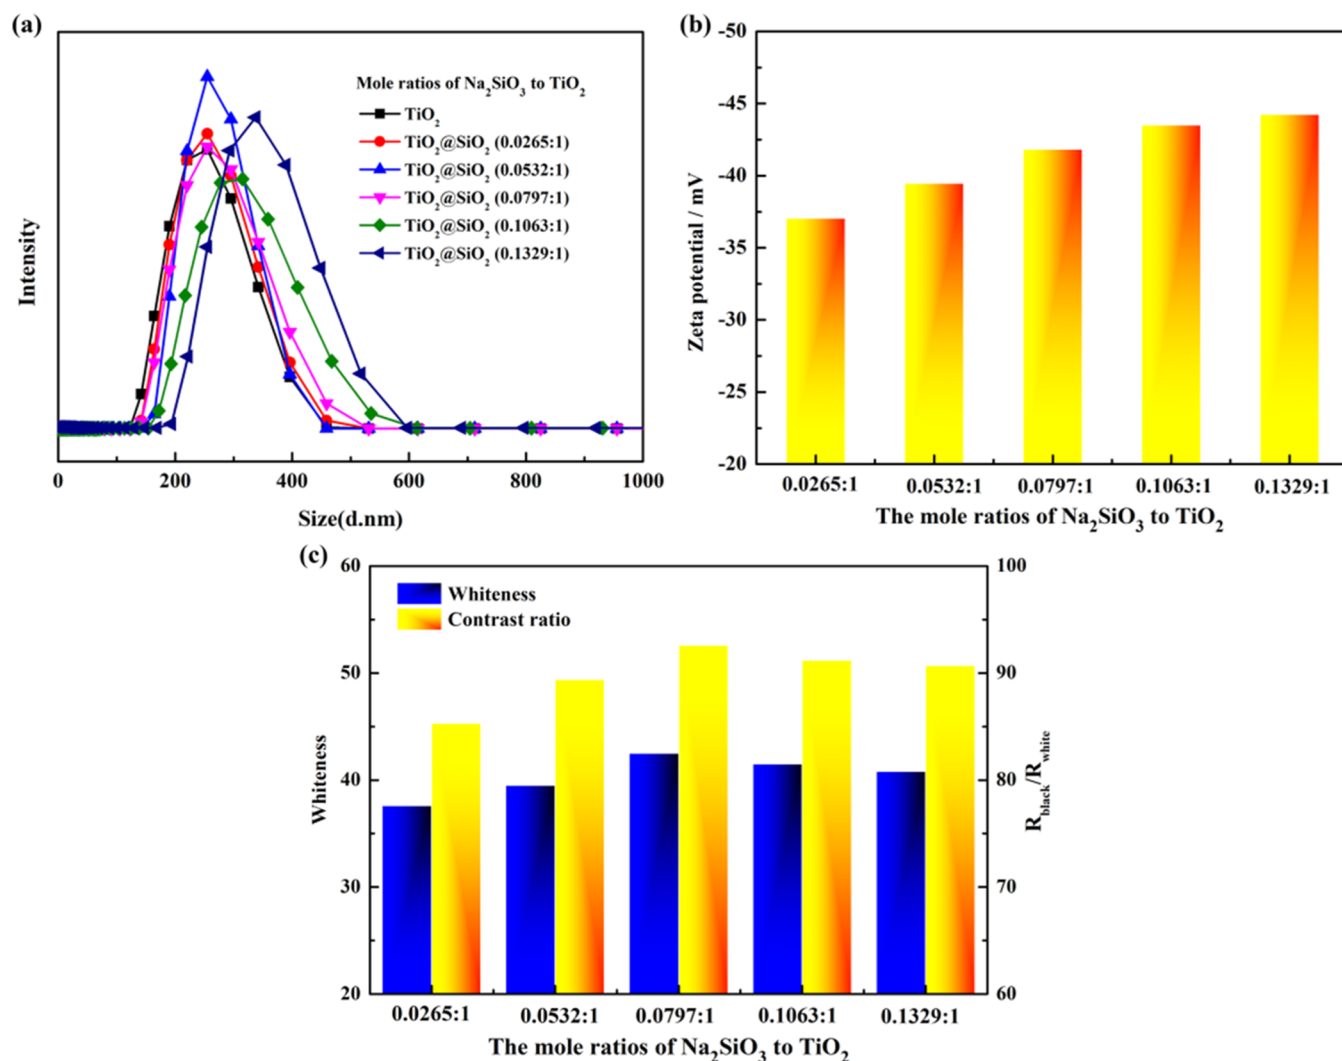 (a)
Mole ratios of Na₂SiO₃ to TiO₂
TiO₂
TiO₂@SiO₂ (0.0265:1)
TiO₂@SiO₂ (0.0532:1)
TiO₂@SiO₂ (0.0797:1)
TiO₂@SiO₂ (0.1063:1)
TiO₂@SiO₂ (0.1329:1)
Intensity
0 200 400 600 800 1000
Size(d.nm)
(b)
-50
-45
-40
-35
-30
-25
-20
Zeta potential / mV
0.0265:1 0.0532:1 0.0797:1 0.1063:1 0.1329:1
The mole ratios of Na₂SiO₃ to TiO₂
(c)
Whiteness
Contrast ratio
60
50
40
30
20
Whiteness
100
90
80
70
60
R_black/R_white
0.0265:1 0.0532:1 0.0797:1 0.1063:1 0.1329:1
The mole ratios of Na₂SiO₃ to TiO₂